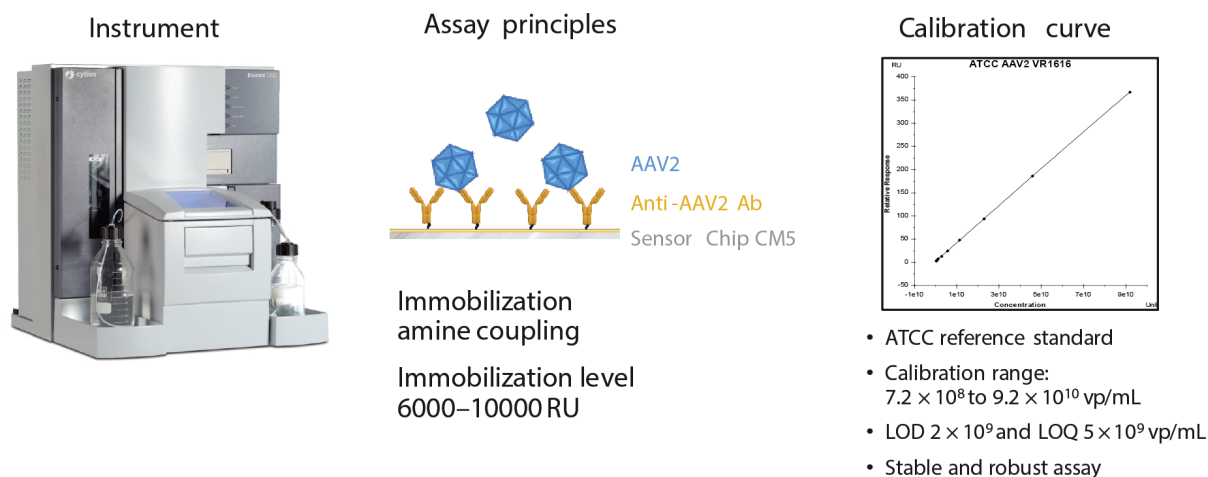 Instrument
cytiva
Assay principles
AAV2
Anti-AAV2 Ab
Sensor Chip CM5
Immobilization
amine coupling
Immobilization level
6000–10000 RU
Calibration curve
ATCC AAV2 VR1616
RU
400
350
300
250
200
150
100
50
0
-50
Relative Response
-1e10 1e10 3e10 5e10 7e10 9e10
Concentration
• ATCC reference standard
• Calibration range:
7.2 × 10⁸ to 9.2 × 10¹⁰ vp/mL
• LOD 2 × 10⁹ and LOQ 5 × 10⁹ vp/mL
• Stable and robust assay